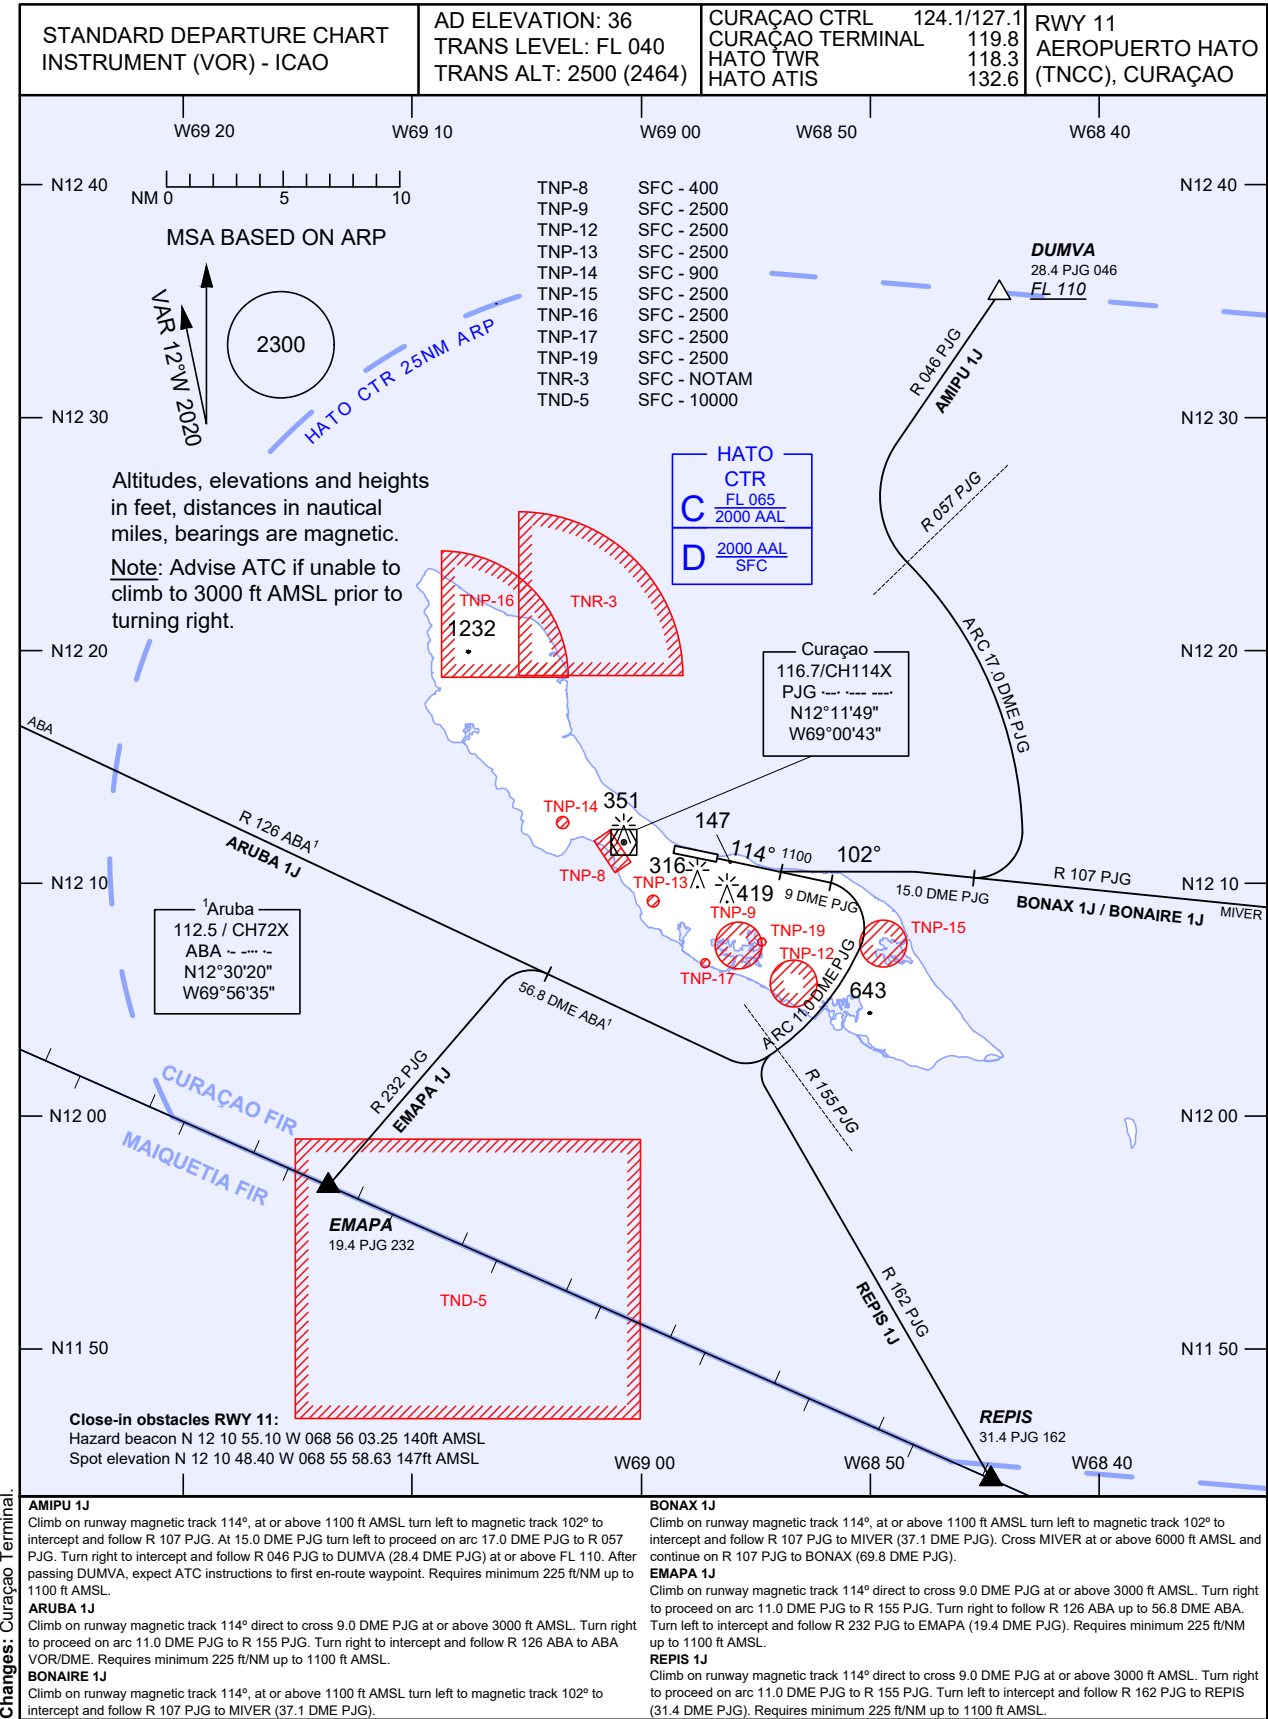 STANDARD DEPARTURE CHART
INSTRUMENT (VOR) - ICAO
AD ELEVATION: 36
TRANS LEVEL: FL 040
TRANS ALT: 2500 (2464)
CURAÇAO CTRL 124.1/127.1
CURAÇAO TERMINAL 119.8
HATO TWR 118.3
HATO ATIS 132.6
RWY 11
AEROPUERTO HATO
(TNCC), CURAÇAO
W69 20
W69 10
W69 00
W68 50
W68 40
N12 40
N12 40
NM 0 5 10
MSA BASED ON ARP
VAR 12°W 2020
2300
HATO CTR 25NM ARP
TNP-8 SFC - 400
TNP-9 SFC - 2500
TNP-12 SFC - 2500
TNP-13 SFC - 2500
TNP-14 SFC - 900
TNP-15 SFC - 2500
TNP-16 SFC - 2500
TNP-17 SFC - 2500
TNP-19 SFC - 2500
TNR-3 SFC - NOTAM
TND-5 SFC - 10000
DUMVA
28.4 PJG 046
FL 110
R 046 PJG
AMIPU 1J
N12 30
N12 30
Altitudes, elevations and heights
in feet, distances in nautical
miles, bearings are magnetic.
Note: Advise ATC if unable to
climb to 3000 ft AMSL prior to
turning right.
HATO
CTR
C FL 065
2000 AAL
D 2000 AAL
SFC
R 057 PJG
TNP-16
TNR-3
1232
N12 20
N12 20
ARC 17.0 DME PJG
Curaçao
116.7/CH114X
PJG ·--· ·--- --·
N12°11'49"
W69°00'43"
ABA
R 126 ABA¹
ARUBA 1J
TNP-14
351
147
114°
1100
102°
316
419
TNP-8
TNP-13
TNP-9
9 DME PJG
15.0 DME PJG
R 107 PJG
BONAX 1J / BONAIRE 1J
MIVER
N12 10
N12 10
TNP-19
TNP-12
TNP-15
TNP-17
643
ARC 11.0 DME PJG
¹Aruba
112.5 / CH72X
ABA ·- -··· ·-
N12°30'20"
W69°56'35"
56.8 DME ABA¹
R 232 PJG
EMAPA 1J
R 155 PJG
CURAÇAO FIR
MAIQUETIA FIR
N12 00
N12 00
EMAPA
19.4 PJG 232
TND-5
R 162 PJG
REPIS 1J
N11 50
N11 50
REPIS
31.4 PJG 162
Close-in obstacles RWY 11:
Hazard beacon N 12 10 55.10 W 068 56 03.25 140ft AMSL
Spot elevation N 12 10 48.40 W 068 55 58.63 147ft AMSL
W69 00
W68 50
W68 40
Changes: Curaçao Terminal.
AMIPU 1J
Climb on runway magnetic track 114º, at or above 1100 ft AMSL turn left to magnetic track 102º to
intercept and follow R 107 PJG. At 15.0 DME PJG turn left to proceed on arc 17.0 DME PJG to R 057
PJG. Turn right to intercept and follow R 046 PJG to DUMVA (28.4 DME PJG) at or above FL 110. After
passing DUMVA, expect ATC instructions to first en-route waypoint. Requires minimum 225 ft/NM up to
1100 ft AMSL.
ARUBA 1J
Climb on runway magnetic track 114º direct to cross 9.0 DME PJG at or above 3000 ft AMSL. Turn right
to proceed on arc 11.0 DME PJG to R 155 PJG. Turn right to intercept and follow R 126 ABA to ABA
VOR/DME. Requires minimum 225 ft/NM up to 1100 ft AMSL.
BONAIRE 1J
Climb on runway magnetic track 114º, at or above 1100 ft AMSL turn left to magnetic track 102º to
intercept and follow R 107 PJG to MIVER (37.1 DME PJG).
BONAX 1J
Climb on runway magnetic track 114º, at or above 1100 ft AMSL turn left to magnetic track 102º to
intercept and follow R 107 PJG to MIVER (37.1 DME PJG). Cross MIVER at or above 6000 ft AMSL and
continue on R 107 PJG to BONAX (69.8 DME PJG).
EMAPA 1J
Climb on runway magnetic track 114º direct to cross 9.0 DME PJG at or above 3000 ft AMSL. Turn right
to proceed on arc 11.0 DME PJG to R 155 PJG. Turn right to follow R 126 ABA up to 56.8 DME ABA.
Turn left to intercept and follow R 232 PJG to EMAPA (19.4 DME PJG). Requires minimum 225 ft/NM
up to 1100 ft AMSL.
REPIS 1J
Climb on runway magnetic track 114º direct to cross 9.0 DME PJG at or above 3000 ft AMSL. Turn right
to proceed on arc 11.0 DME PJG to R 155 PJG. Turn left to intercept and follow R 162 PJG to REPIS
(31.4 DME PJG). Requires minimum 225 ft/NM up to 1100 ft AMSL.